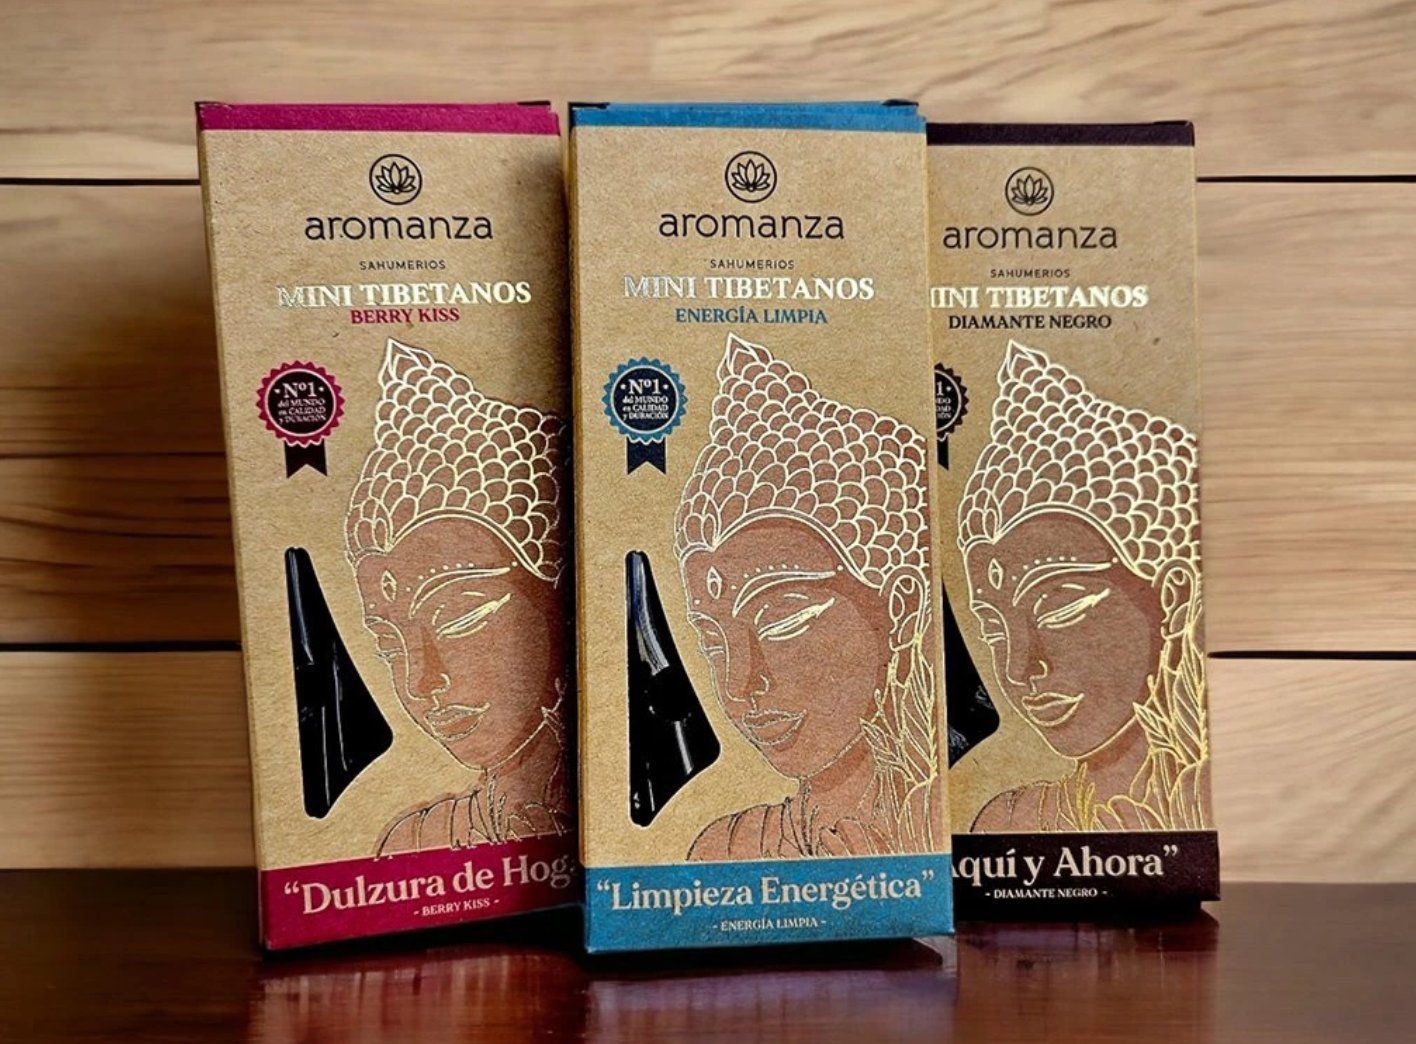 aromanza
SAHUMERIOS
MINI TIBETANOS
BERRY KISS
Nº1
del MUNDO
en CALIDAD
y DURACIÓN
"Dulzura de Hog
- BERRY KISS -
aromanza
SAHUMERIOS
MINI TIBETANOS
ENERGÍA LIMPIA
Nº1
del MUNDO
en CALIDAD
y DURACIÓN
"Limpieza Energética"
- ENERGÍA LIMPIA -
aromanza
SAHUMERIOS
INI TIBETANOS
DIAMANTE NEGRO
quí y Ahora"
- DIAMANTE NEGRO -